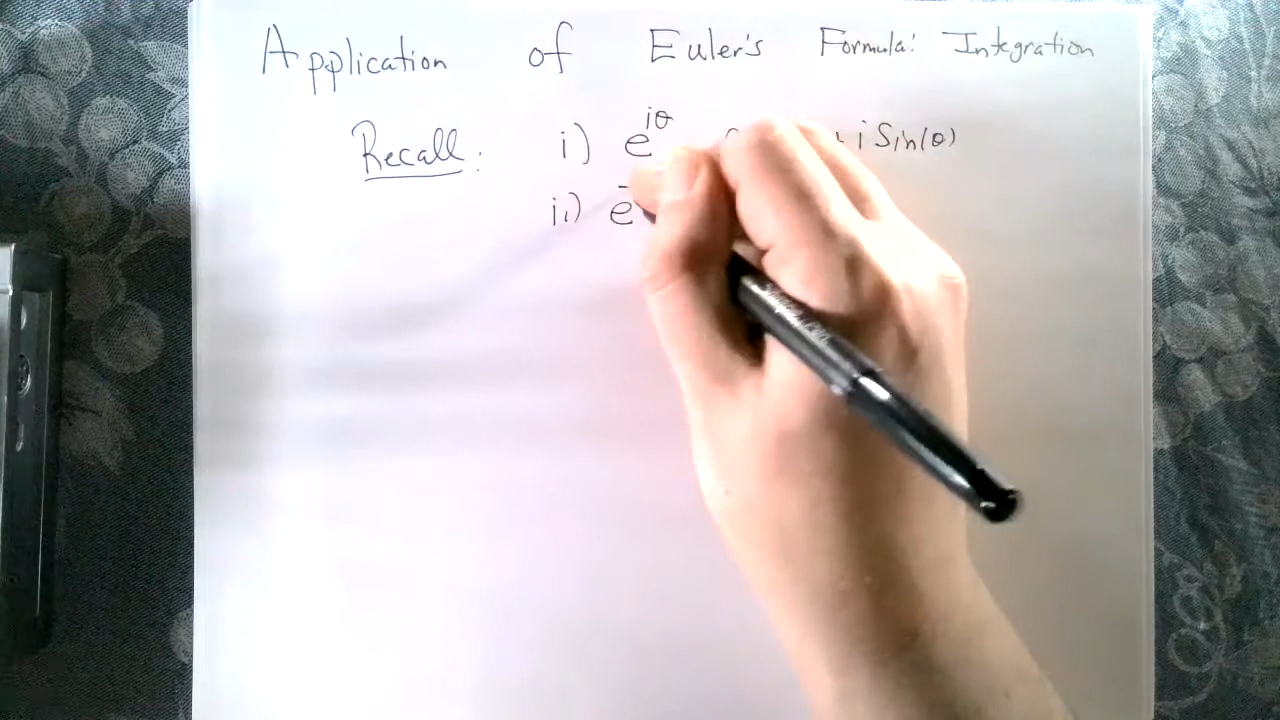 Application of Euler's Formula: Integration
Recall: i) e^{iθ} + i Sin(θ)
ii) e^{-